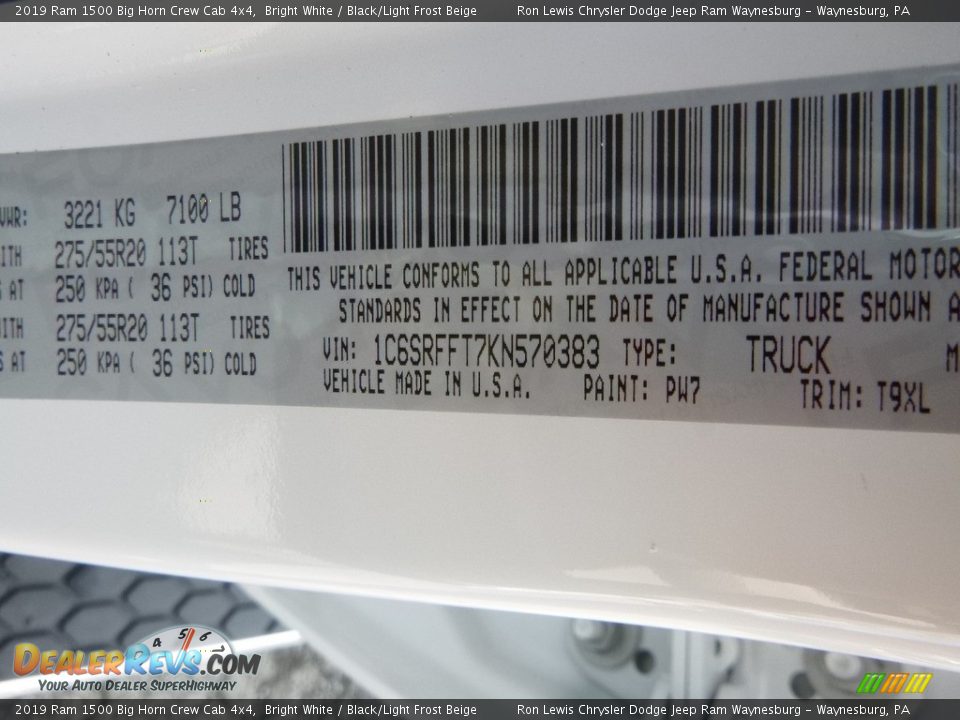 2019 Ram 1500 Big Horn Crew Cab 4x4, Bright White / Black/Light Frost Beige Ron Lewis Chrysler Dodge Jeep Ram Waynesburg - Waynesburg, PA
3221 KG 7100 LB
275/55R20 113T TIRES
AT 250 KPA ( 36 PSI) COLD
275/55R20 113T TIRES
AT 250 KPA ( 36 PSI) COLD
THIS VEHICLE CONFORMS TO ALL APPLICABLE U.S.A. FEDERAL MOTOR
STANDARDS IN EFFECT ON THE DATE OF MANUFACTURE SHOWN
VIN: 1C6SRFFT7KN570383 TYPE: TRUCK
VEHICLE MADE IN U.S.A. PAINT: PW7 TRIM: T9XL
4 5 6
DEALERREVS.COM
YOUR AUTO DEALER SUPERHIGHWAY
2019 Ram 1500 Big Horn Crew Cab 4x4, Bright White / Black/Light Frost Beige Ron Lewis Chrysler Dodge Jeep Ram Waynesburg - Waynesburg, PA